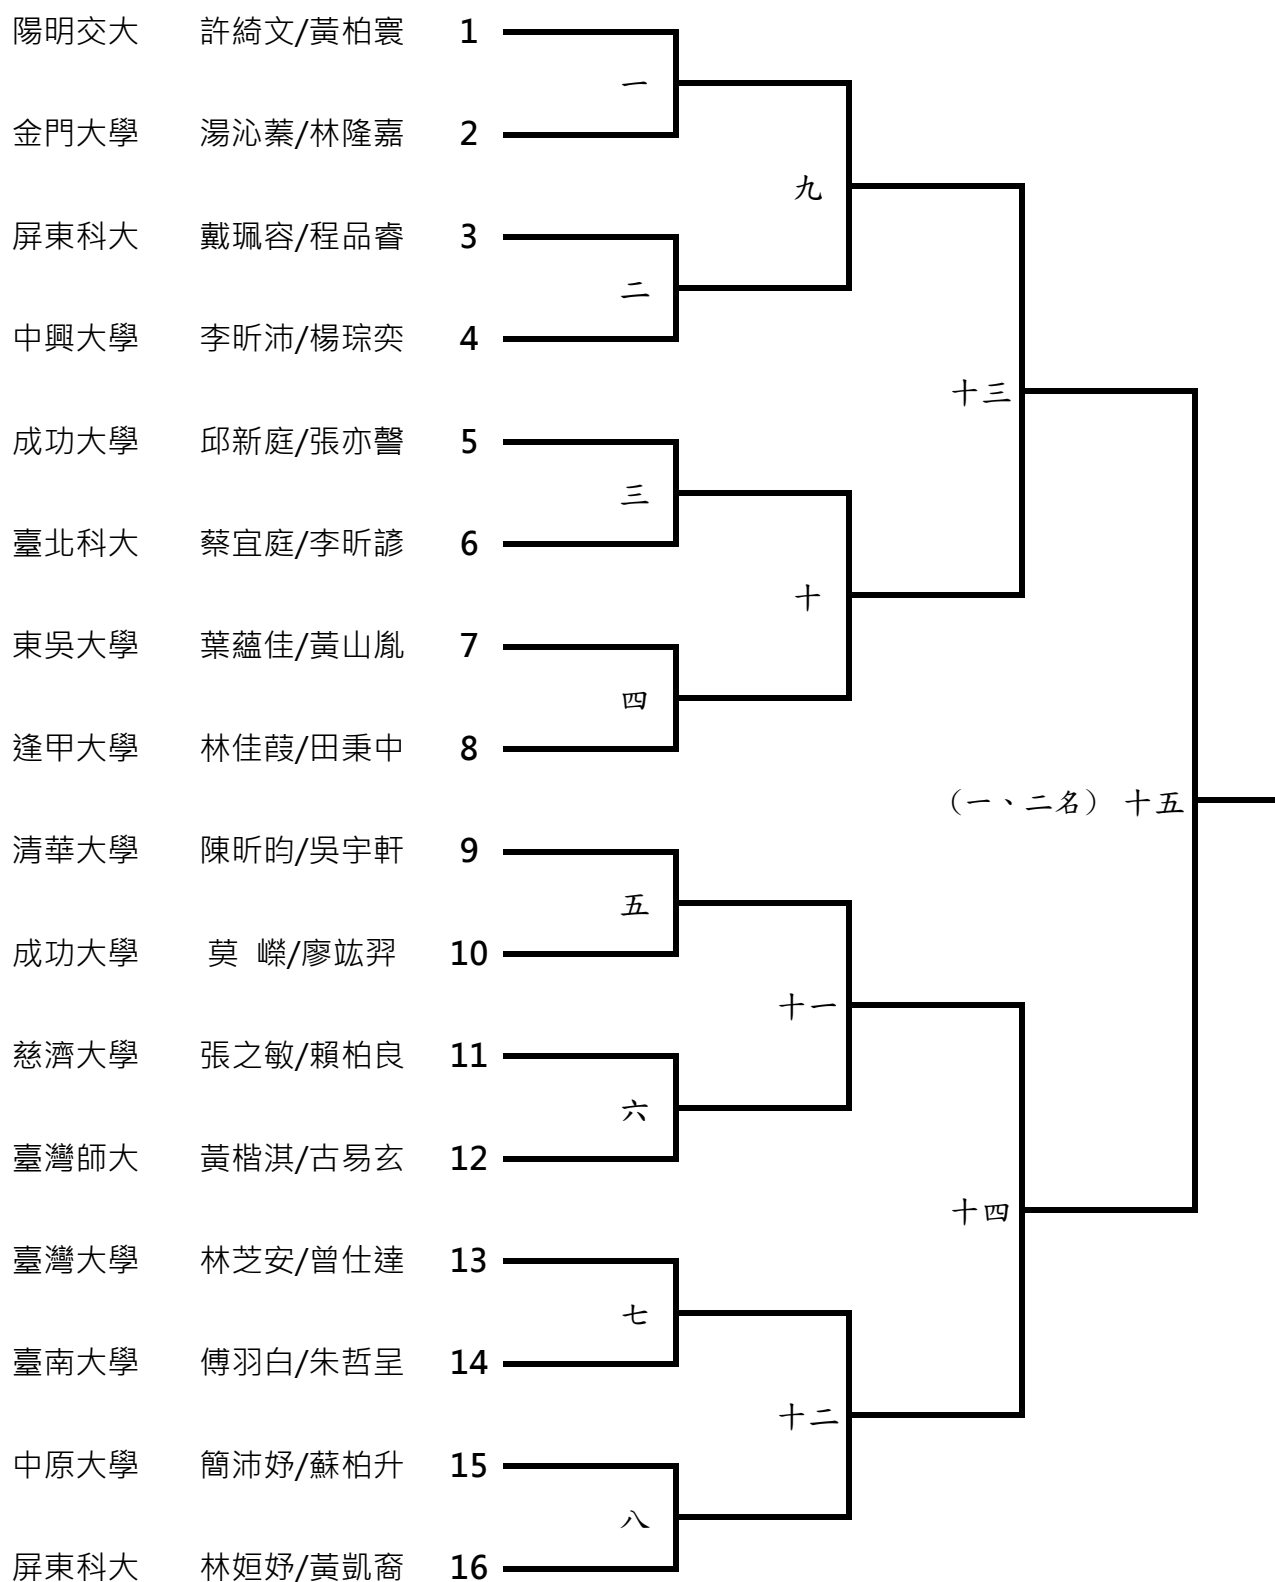 陽明交大 許綺文/黃柏寰 1
一
金門大學 湯沁蓁/林隆嘉 2
九
屏東科大 戴珮容/程品睿 3
二
中興大學 李昕沛/楊琮奕 4
十三
成功大學 邱新庭/張亦謦 5
三
臺北科大 蔡宜庭/李昕諺 6
十
東吳大學 葉蘊佳/黃山胤 7
四
逢甲大學 林佳葭/田秉中 8
(一、二名) 十五
清華大學 陳昕昀/吳宇軒 9
五
成功大學 莫 嶸/廖竑羿 10
十一
慈濟大學 張之敏/賴柏良 11
六
臺灣師大 黃楷淇/古易玄 12
十四
臺灣大學 林芝安/曾仕達 13
七
臺南大學 傅羽白/朱哲呈 14
十二
中原大學 簡沛妤/蘇柏升 15
八
屏東科大 林姮妤/黃凱裔 16